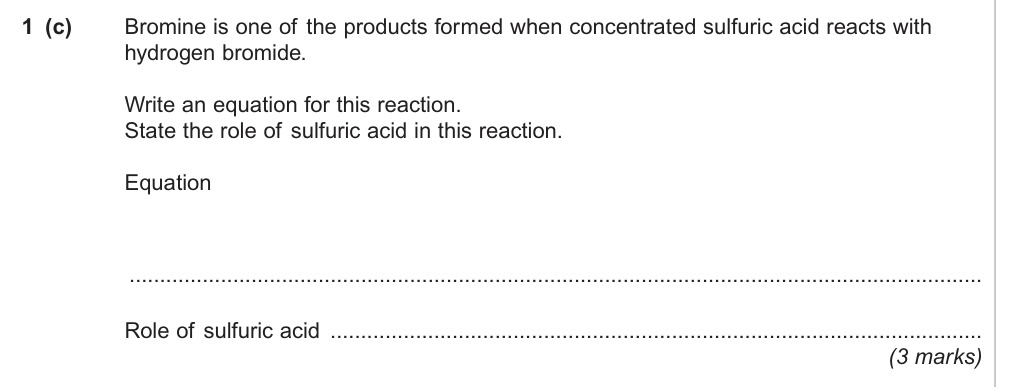 1 (c) Bromine is one of the products formed when concentrated sulfuric acid reacts with
hydrogen bromide.
Write an equation for this reaction.
State the role of sulfuric acid in this reaction.
Equation
Role of sulfuric acid
(3 marks)